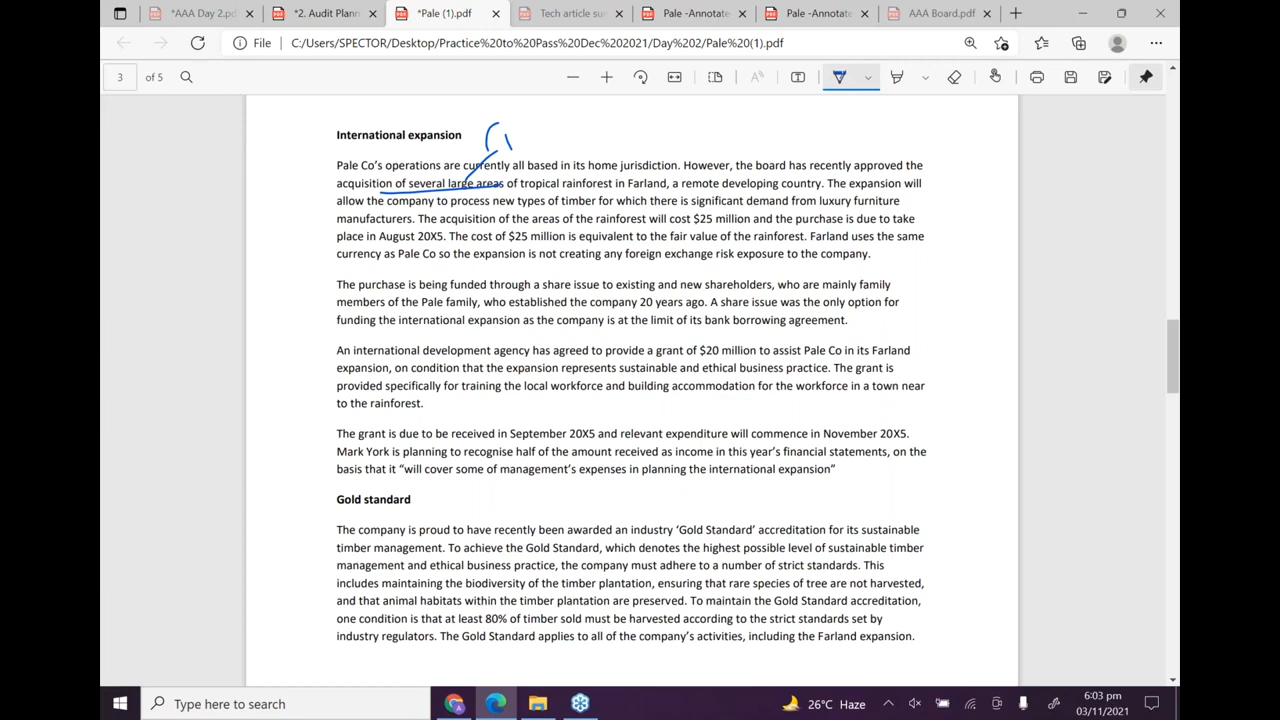 *AAA Day 2.pd
*2. Audit Plann
*Pale (1).pdf
Tech article sur
Pale -Annotate
Pale -Annotate
AAA Board.pdf
File
C:/Users/SPECTOR/Desktop/Practice%20to%20Pass%20Dec%202021/Day%202/Pale%20(1).pdf
3 of 5
International expansion
Pale Co's operations are currently all based in its home jurisdiction. However, the board has recently approved the
acquisition of several large areas of tropical rainforest in Farland, a remote developing country. The expansion will
allow the company to process new types of timber for which there is significant demand from luxury furniture
manufacturers. The acquisition of the areas of the rainforest will cost $25 million and the purchase is due to take
place in August 20X5. The cost of $25 million is equivalent to the fair value of the rainforest. Farland uses the same
currency as Pale Co so the expansion is not creating any foreign exchange risk exposure to the company.
The purchase is being funded through a share issue to existing and new shareholders, who are mainly family
members of the Pale family, who established the company 20 years ago. A share issue was the only option for
funding the international expansion as the company is at the limit of its bank borrowing agreement.
An international development agency has agreed to provide a grant of $20 million to assist Pale Co in its Farland
expansion, on condition that the expansion represents sustainable and ethical business practice. The grant is
provided specifically for training the local workforce and building accommodation for the workforce in a town near
to the rainforest.
The grant is due to be received in September 20X5 and relevant expenditure will commence in November 20X5.
Mark York is planning to recognise half of the amount received as income in this year's financial statements, on the
basis that it "will cover some of management's expenses in planning the international expansion"
Gold standard
The company is proud to have recently been awarded an industry 'Gold Standard' accreditation for its sustainable
timber management. To achieve the Gold Standard, which denotes the highest possible level of sustainable timber
management and ethical business practice, the company must adhere to a number of strict standards. This
includes maintaining the biodiversity of the timber plantation, ensuring that rare species of tree are not harvested,
and that animal habitats within the timber plantation are preserved. To maintain the Gold Standard accreditation,
one condition is that at least 80% of timber sold must be harvested according to the strict standards set by
industry regulators. The Gold Standard applies to all of the company's activities, including the Farland expansion.
Type here to search
26°C Haze
6:03 pm
03/11/2021